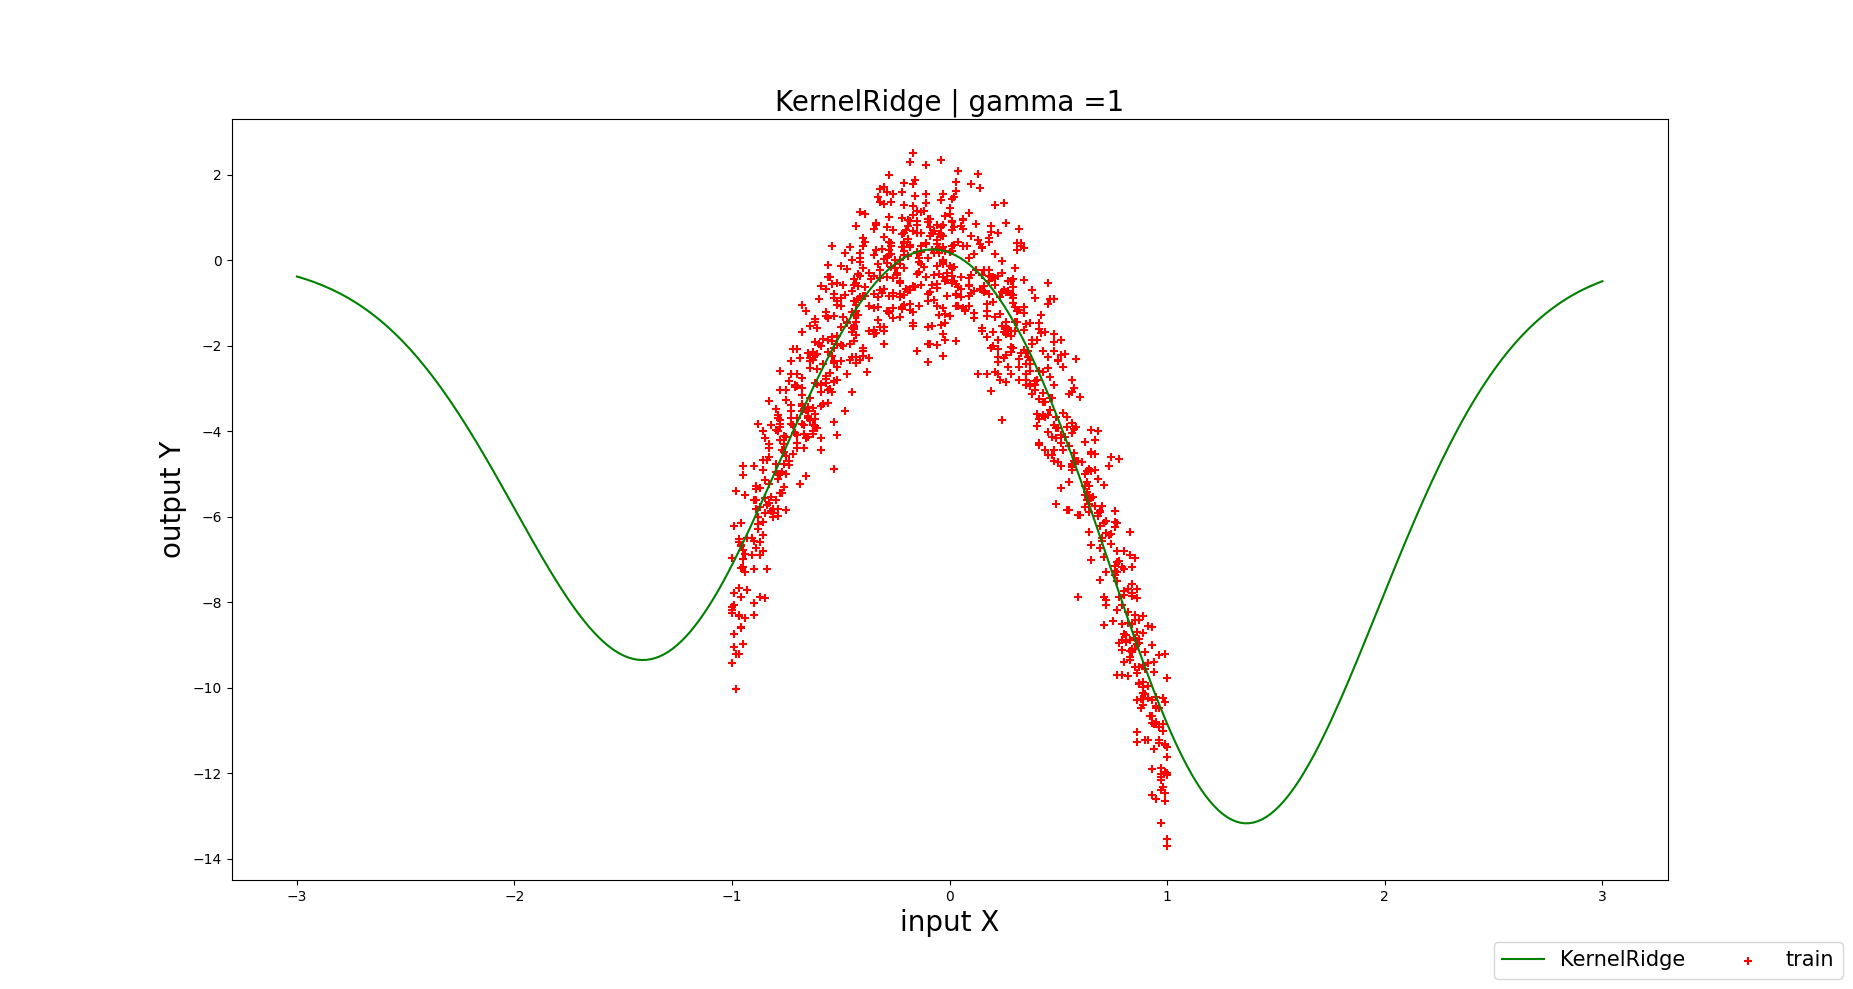 KernelRidge | gamma =1
2
0
−2
−4
−6
−8
−10
−12
−14
output Y
−3 −2 −1 0 1 2 3
input X
KernelRidge train